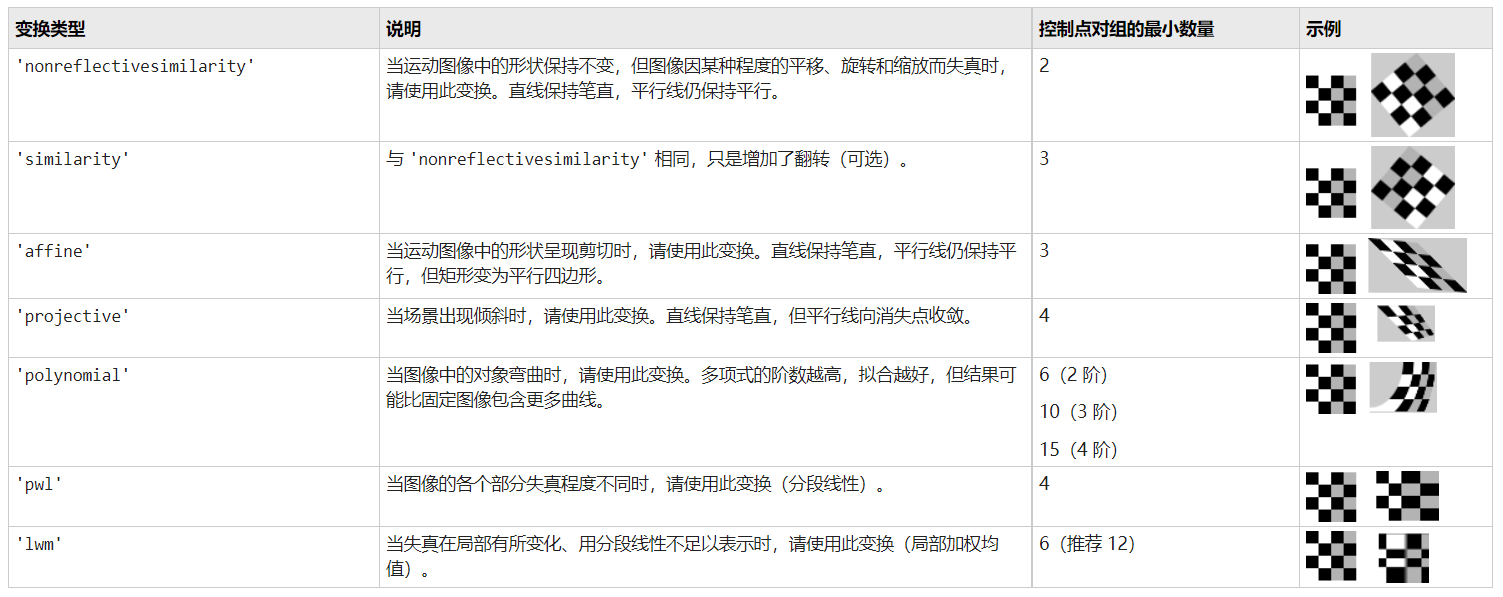 变换类型 说明 控制点对组的最小数量 示例
'nonreflectivesimilarity' 当运动图像中的形状保持不变，但图像因某种程度的平移、旋转和缩放而失真时， 2
请使用此变换。直线保持笔直，平行线仍保持平行。
'similarity' 与 'nonreflectivesimilarity' 相同，只是增加了翻转（可选）。 3
'affine' 当运动图像中的形状呈现剪切时，请使用此变换。直线保持笔直，平行线仍保持平 3
行，但矩形变为平行四边形。
'projective' 当场景出现倾斜时，请使用此变换。直线保持笔直，但平行线向消失点收敛。 4
'polynomial' 当图像中的对象弯曲时，请使用此变换。多项式的阶数越高，拟合越好，但结果可 6（2 阶）
能比固定图像包含更多曲线。
10（3 阶）
15（4 阶）
'pwl' 当图像的各个部分失真程度不同时，请使用此变换（分段线性）。 4
'lwm' 当失真在局部有所变化、用分段线性不足以表示时，请使用此变换（局部加权均 6（推荐 12）
值）。